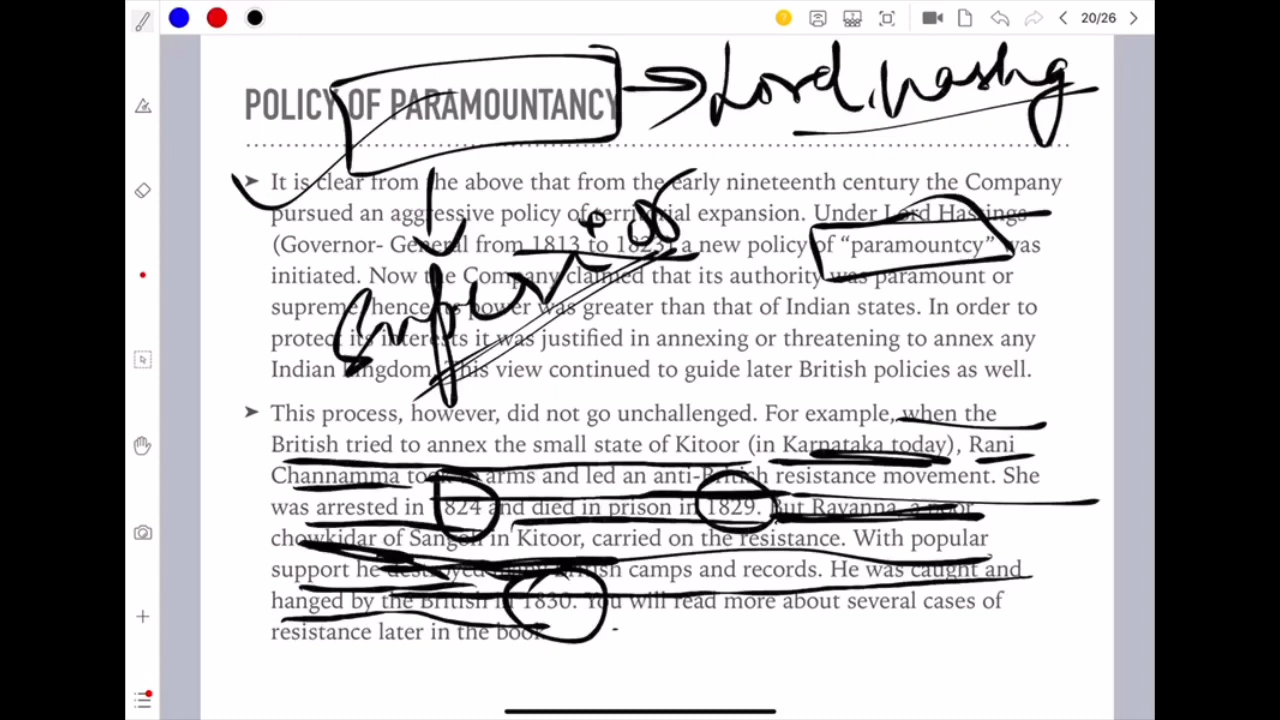 20/26
POLICY OF PARAMOUNTANCY → Lord. Hasting
➤ It is clear from the above that from the early nineteenth century the Company
pursued an aggressive policy of territorial expansion. Under Lord Hastings
(Governor- General from 1813 to 1823) a new policy of “paramountcy” was
initiated. Now the Company claimed that its authority was paramount or
supreme, hence its power was greater than that of Indian states. In order to
protect its interests it was justified in annexing or threatening to annex any
Indian kingdom. This view continued to guide later British policies as well.
➤ This process, however, did not go unchallenged. For example, when the
British tried to annex the small state of Kitoor (in Karnataka today), Rani
Channamma took to arms and led an anti-British resistance movement. She
was arrested in 1824 and died in prison in 1829. But Rayanna, a poor
chowkidar of Sangoli in Kitoor, carried on the resistance. With popular
support he destroyed many British camps and records. He was caught and
hanged by the British in 1830. You will read more about several cases of
resistance later in the book.